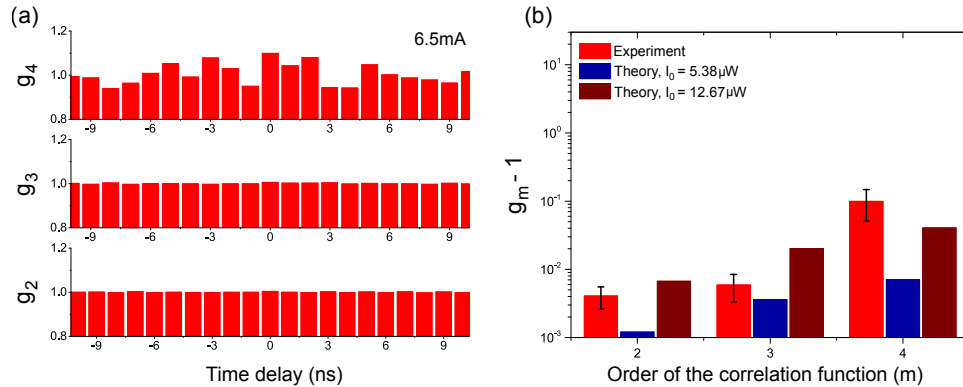 (a)
6.5mA
g4
1.2
1.0
0.8
-9 -6 -3 0 3 6 9
g3
1.2
1.0
0.8
-9 -6 -3 0 3 6 9
g2
1.2
1.0
0.8
-9 -6 -3 0 3 6 9
Time delay (ns)
(b)
Experiment
Theory, I0 = 5.38μW
Theory, I0 = 12.67μW
gm - 1
10^1
10^0
10^-1
10^-2
10^-3
2 3 4
Order of the correlation function (m)